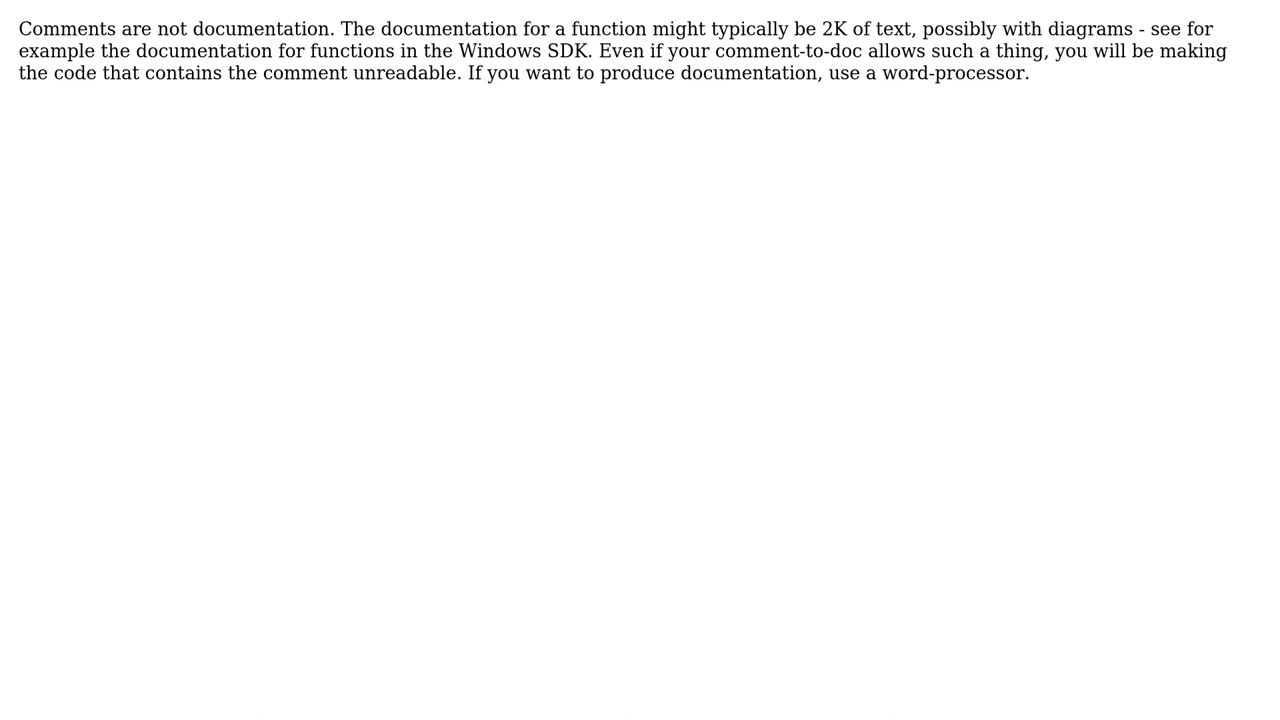 Comments are not documentation. The documentation for a function might typically be 2K of text, possibly with diagrams - see for
example the documentation for functions in the Windows SDK. Even if your comment-to-doc allows such a thing, you will be making
the code that contains the comment unreadable. If you want to produce documentation, use a word-processor.